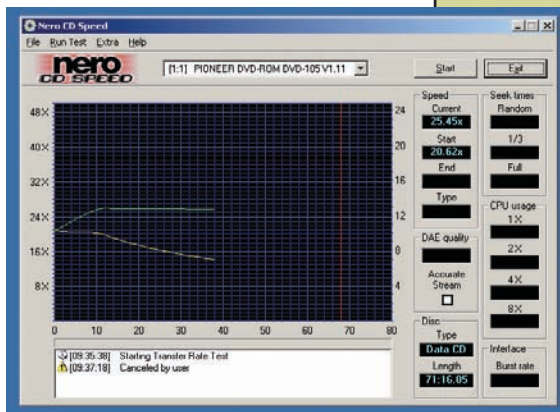 Nero CD Speed
File Run Test Extra Help
nero
CD SPEED
[1:1] PIONEER DVD-ROM DVD-105 V1.11
Start
Exit
48X
40X
32X
24X
16X
8X
24
20
16
12
8
4
0 10 20 30 40 50 60 70 80
[09:35:38] Starting Transfer Rate Test
[09:37:18] Canceled by user
Speed
Current
25.45x
Start
20.62x
End
Type
DAE quality
Accurate
Stream
Disc
Type
Data CD
Length
71:16.05
Seek times
Random
1/3
Full
CPU usage
1X
2X
4X
8X
Interface
Burst rate